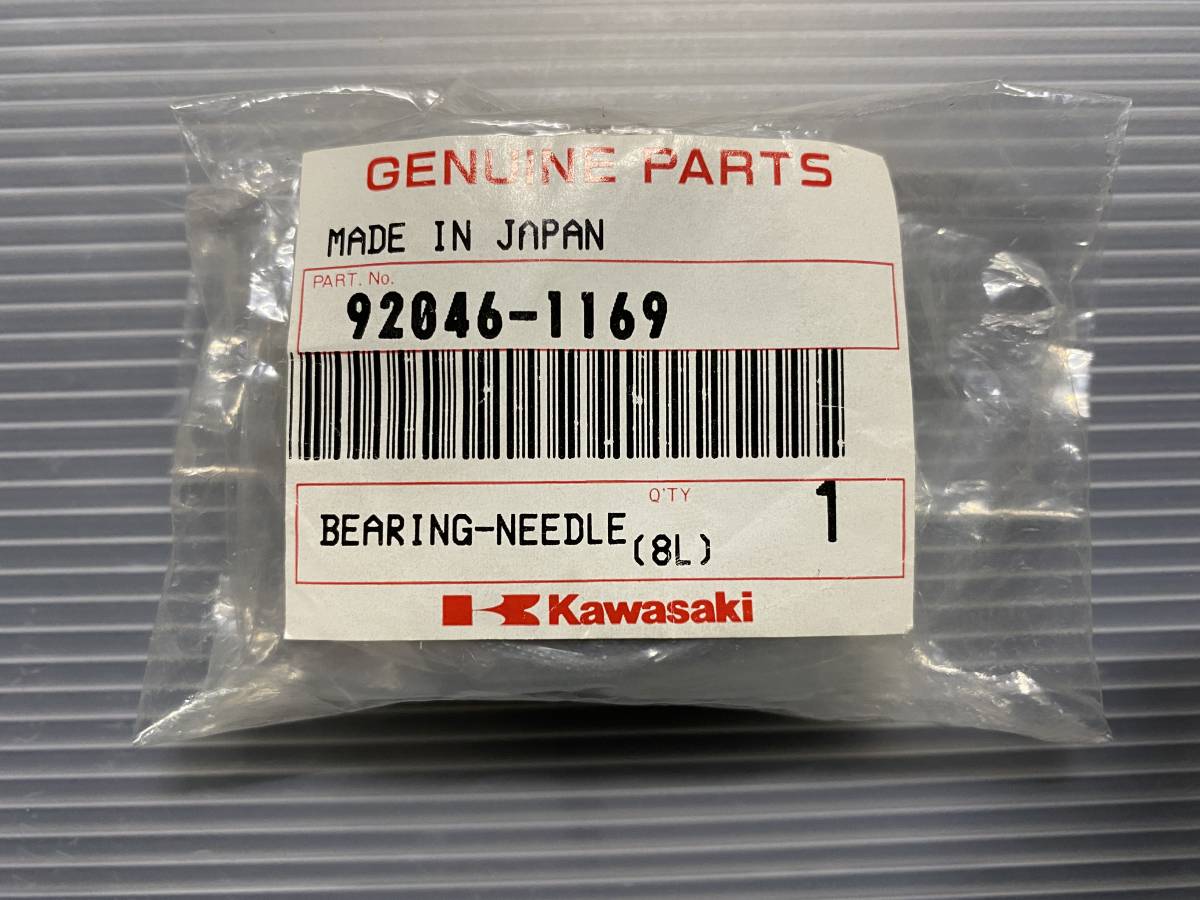 GENUINE PARTS
MADE IN JAPAN
PART. No.
92046-1169
Q'TY
BEARING-NEEDLE(8L) 1
Kawasaki